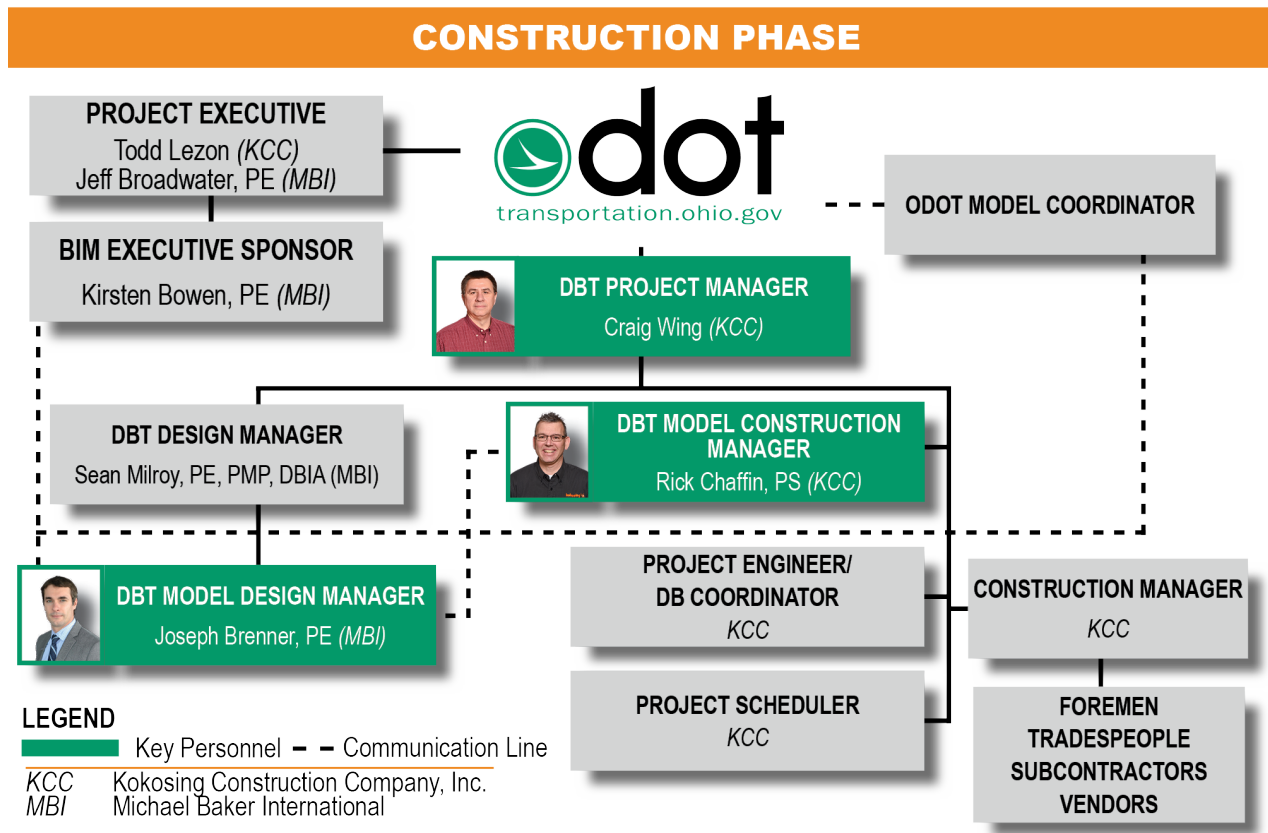 CONSTRUCTION PHASE
PROJECT EXECUTIVE
Todd Lezon (KCC)
Jeff Broadwater, PE (MBI)
dot
transportation.ohio.gov
ODOT MODEL COORDINATOR
BIM EXECUTIVE SPONSOR
Kirsten Bowen, PE (MBI)
DBT PROJECT MANAGER
Craig Wing (KCC)
DBT DESIGN MANAGER
Sean Milroy, PE, PMP, DBIA (MBI)
DBT MODEL CONSTRUCTION
MANAGER
Rick Chaffin, PS (KCC)
DBT MODEL DESIGN MANAGER
Joseph Brenner, PE (MBI)
PROJECT ENGINEER/
DB COORDINATOR
KCC
CONSTRUCTION MANAGER
KCC
PROJECT SCHEDULER
KCC
FOREMEN
TRADESPEOPLE
SUBCONTRACTORS
VENDORS
LEGEND
Key Personnel
Communication Line
KCC Kokosing Construction Company, Inc.
MBI Michael Baker International